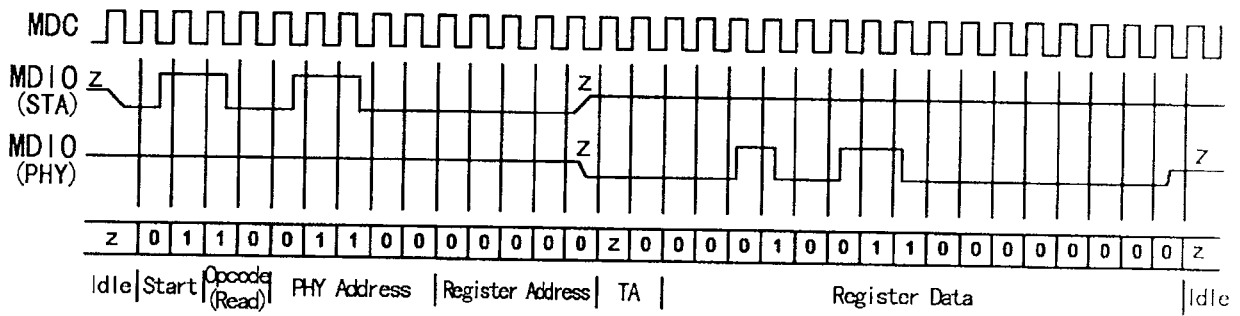 MDC
MDIO
(STA)
Z
Z
MDIO
(PHY)
Z
Z
Z 0 1 1 0 0 1 1 0 0 0 0 0 0 0 Z 0 0 0 0 1 0 0 1 1 0 0 0 0 0 0 0 0 Z
Idle Start Opcode (Read) PHY Address Register Address TA Register Data Idle